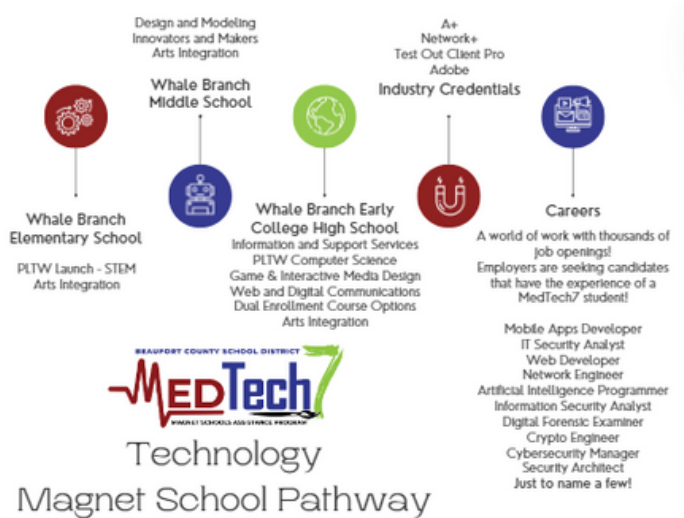 Design and Modeling
Innovators and Makers
Arts Integration
Whale Branch
Middle School
A+
Network+
Test Out Client Pro
Adobe
Industry Credentials
Whale Branch
Elementary School
PLTW Launch - STEM
Arts Integration
Whale Branch Early
College High School
Information and Support Services
PLTW Computer Science
Game & Interactive Media Design
Web and Digital Communications
Dual Enrollment Course Options
Arts Integration
Careers
A world of work with thousands of
job openings!
Employers are seeking candidates
that have the experience of a
MedTech7 student!
Mobile Apps Developer
IT Security Analyst
Web Developer
Network Engineer
Artificial Intelligence Programmer
Information Security Analyst
Digital Forensic Examiner
Crypto Engineer
Cybersecurity Manager
Security Architect
Just to name a few!
BEAUFORT COUNTY SCHOOL DISTRICT
MEDTech7
MAGNET SCHOOLS ASSISTANCE PROGRAM
Technology
Magnet School Pathway